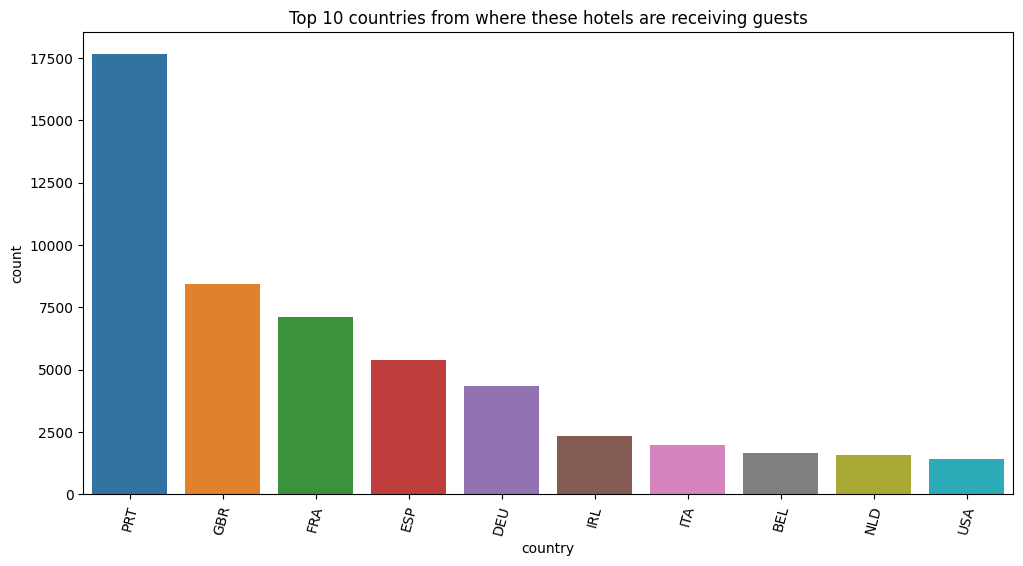 Top 10 countries from where these hotels are receiving guests
count
17500
15000
12500
10000
7500
5000
2500
0
PRT
GBR
FRA
ESP
DEU
IRL
ITA
BEL
NLD
USA
country